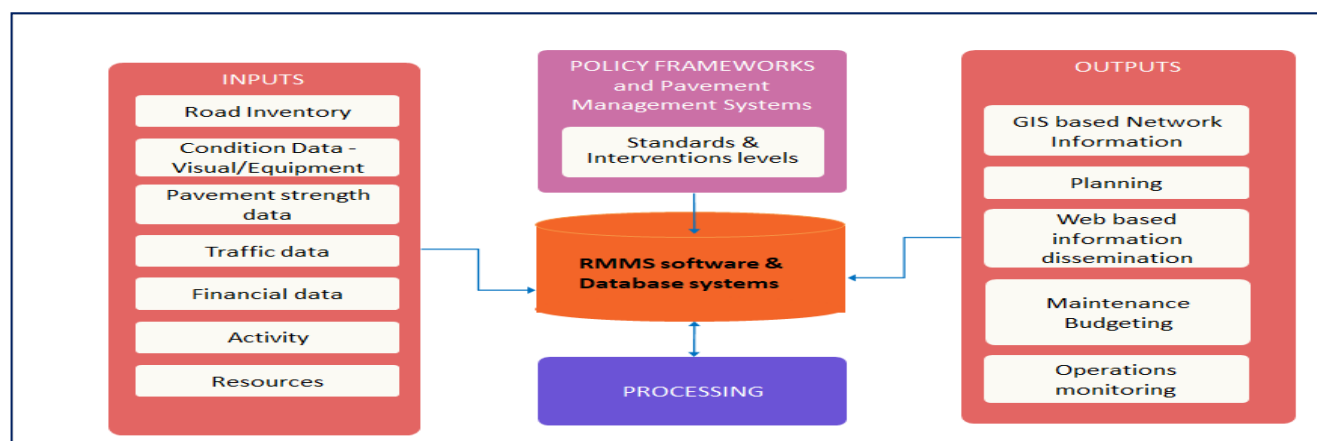 INPUTS
Road Inventory
Condition Data -
Visual/Equipment
Pavement strength
data
Traffic data
Financial data
Activity
Resources
POLICY FRAMEWORKS
and Pavement
Management Systems
Standards &
Interventions levels
RMMS software &
Database systems
PROCESSING
OUTPUTS
GIS based Network
Information
Planning
Web based
information
dissemination
Maintenance
Budgeting
Operations
monitoring